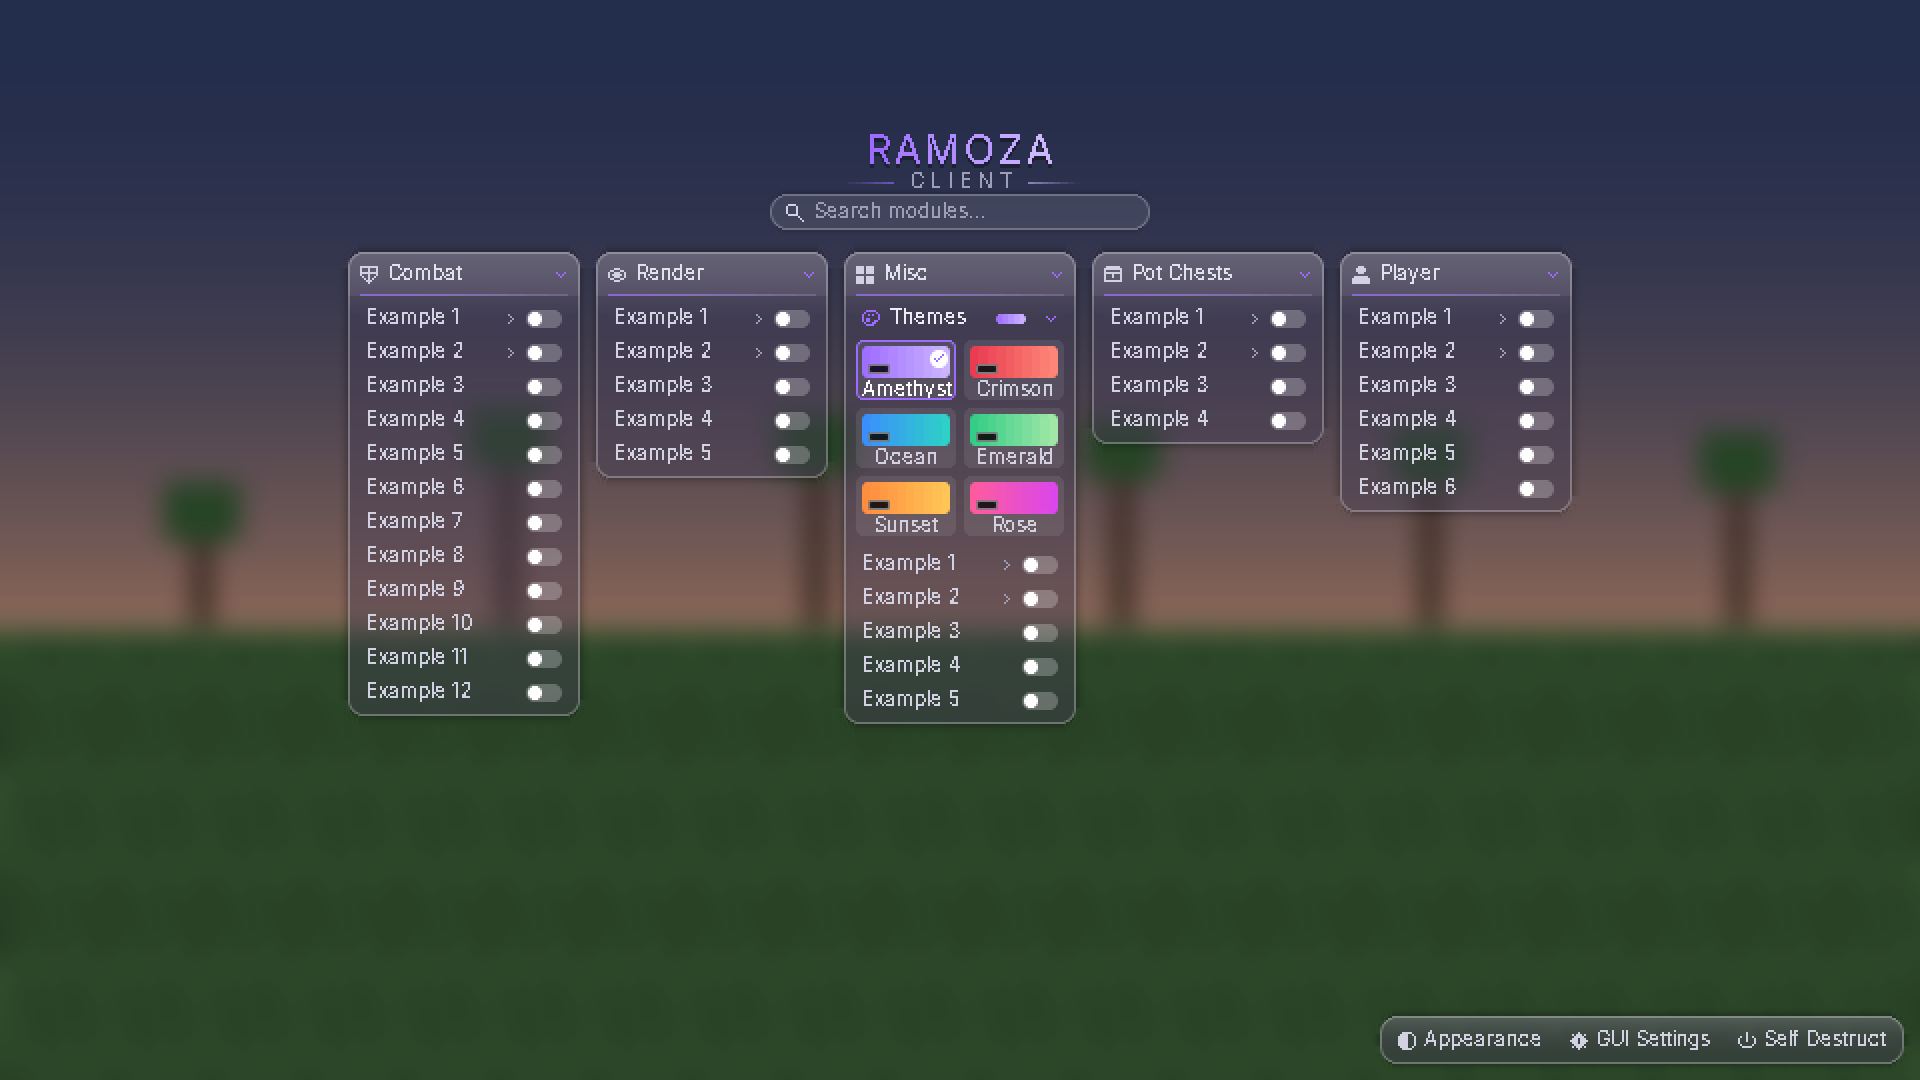 RAMOZA
CLIENT
Search modules...
Combat
Example 1
Example 2
Example 3
Example 4
Example 5
Example 6
Example 7
Example 8
Example 9
Example 10
Example 11
Example 12
Render
Example 1
Example 2
Example 3
Example 4
Example 5
Misc
Themes
Amethyst
Crimson
Ocean
Emerald
Sunset
Rose
Example 1
Example 2
Example 3
Example 4
Example 5
Pot Chests
Example 1
Example 2
Example 3
Example 4
Player
Example 1
Example 2
Example 3
Example 4
Example 5
Example 6
Appearance
GUI Settings
Self Destruct